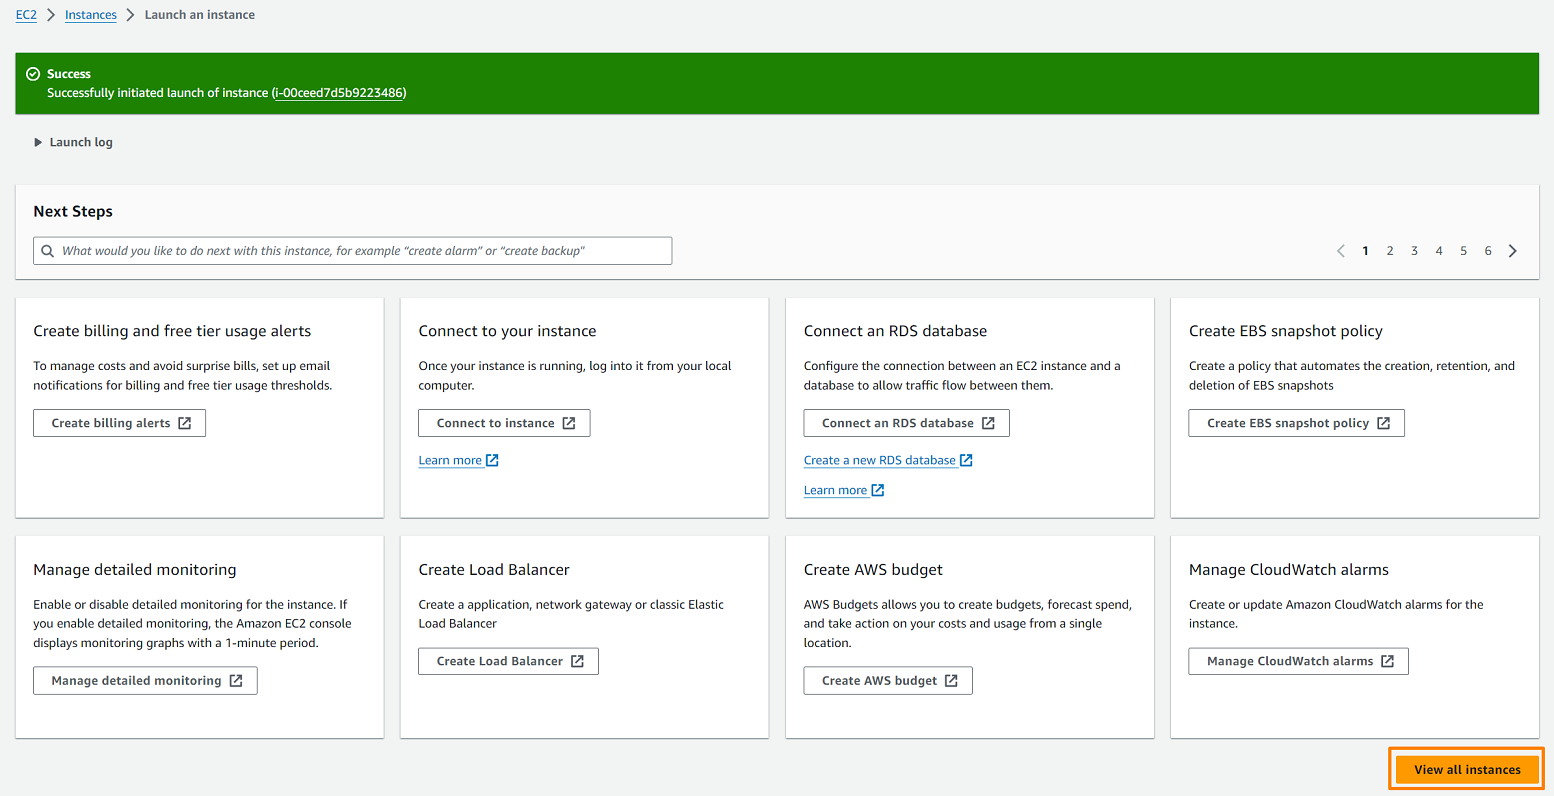 EC2 > Instances > Launch an instance
Success
Successfully initiated launch of instance (i-00ceed7d5b9223486)
Launch log
Next Steps
What would you like to do next with this instance, for example “create alarm” or “create backup”
1 2 3 4 5 6
Create billing and free tier usage alerts
To manage costs and avoid surprise bills, set up email
notifications for billing and free tier usage thresholds.
Create billing alerts
Connect to your instance
Once your instance is running, log into it from your local
computer.
Connect to instance
Learn more
Connect an RDS database
Configure the connection between an EC2 instance and a
database to allow traffic flow between them.
Connect an RDS database
Create a new RDS database
Learn more
Create EBS snapshot policy
Create a policy that automates the creation, retention, and
deletion of EBS snapshots
Create EBS snapshot policy
Manage detailed monitoring
Enable or disable detailed monitoring for the instance. If
you enable detailed monitoring, the Amazon EC2 console
displays monitoring graphs with a 1-minute period.
Manage detailed monitoring
Create Load Balancer
Create a application, network gateway or classic Elastic
Load Balancer
Create Load Balancer
Create AWS budget
AWS Budgets allows you to create budgets, forecast spend,
and take action on your costs and usage from a single
location.
Create AWS budget
Manage CloudWatch alarms
Create or update Amazon CloudWatch alarms for the
instance.
Manage CloudWatch alarms
View all instances